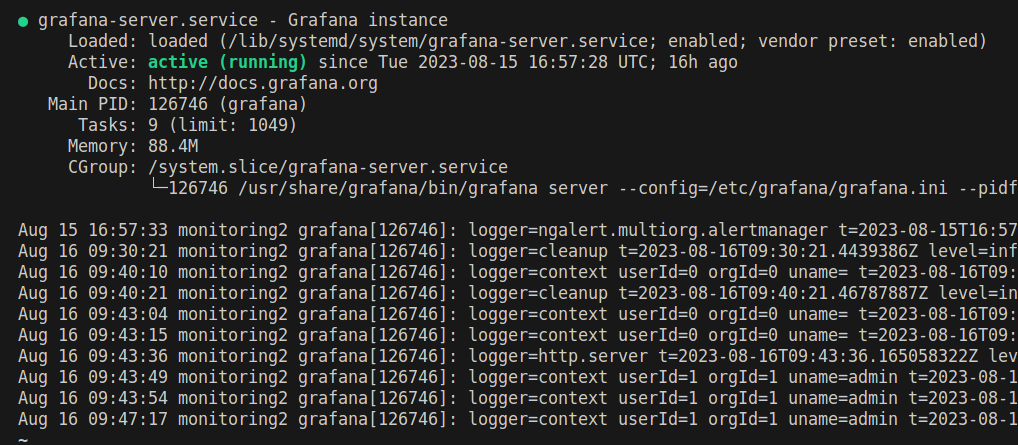 ● grafana-server.service - Grafana instance
Loaded: loaded (/lib/systemd/system/grafana-server.service; enabled; vendor preset: enabled)
Active: active (running) since Tue 2023-08-15 16:57:28 UTC; 16h ago
Docs: http://docs.grafana.org
Main PID: 126746 (grafana)
Tasks: 9 (limit: 1049)
Memory: 88.4M
CGroup: /system.slice/grafana-server.service
└─126746 /usr/share/grafana/bin/grafana server --config=/etc/grafana/grafana.ini --pidf
Aug 15 16:57:33 monitoring2 grafana[126746]: logger=ngalert.multiorg.alertmanager t=2023-08-15T16:57
Aug 16 09:30:21 monitoring2 grafana[126746]: logger=cleanup t=2023-08-16T09:30:21.4439386Z level=inf
Aug 16 09:40:10 monitoring2 grafana[126746]: logger=context userId=0 orgId=0 uname= t=2023-08-16T09:
Aug 16 09:40:21 monitoring2 grafana[126746]: logger=cleanup t=2023-08-16T09:40:21.46787887Z level=in
Aug 16 09:43:04 monitoring2 grafana[126746]: logger=context userId=0 orgId=0 uname= t=2023-08-16T09:
Aug 16 09:43:15 monitoring2 grafana[126746]: logger=context userId=0 orgId=0 uname= t=2023-08-16T09:
Aug 16 09:43:36 monitoring2 grafana[126746]: logger=http.server t=2023-08-16T09:43:36.165058322Z lev
Aug 16 09:43:49 monitoring2 grafana[126746]: logger=context userId=1 orgId=1 uname=admin t=2023-08-1
Aug 16 09:43:54 monitoring2 grafana[126746]: logger=context userId=1 orgId=1 uname=admin t=2023-08-1
Aug 16 09:47:17 monitoring2 grafana[126746]: logger=context userId=1 orgId=1 uname=admin t=2023-08-1
~